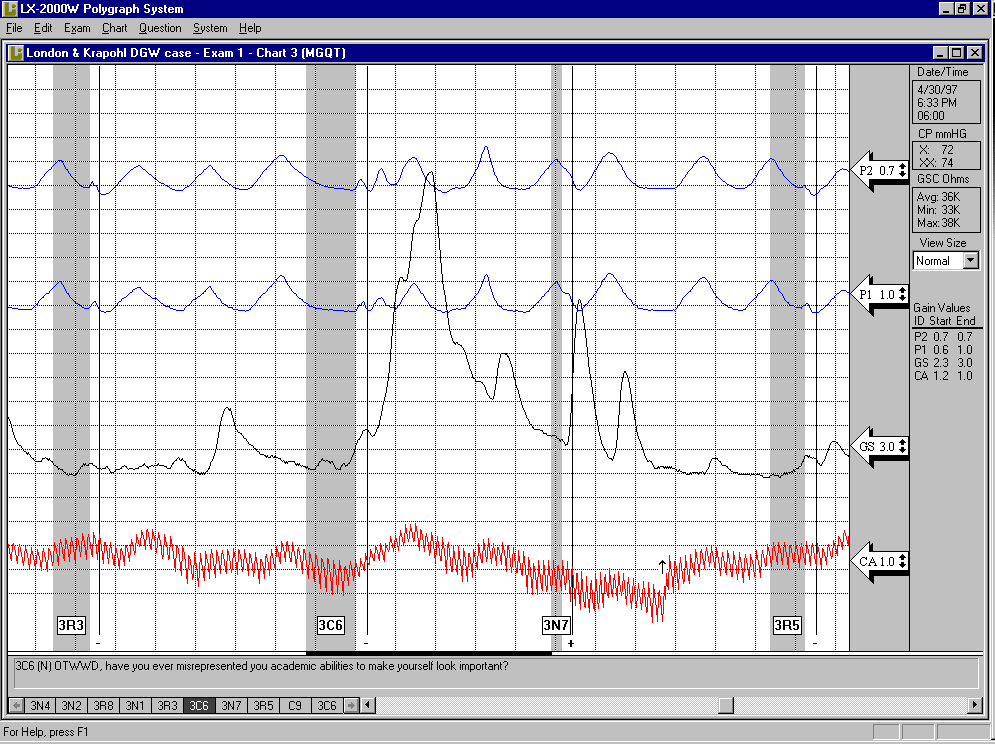 LX-2000W Polygraph System
File Edit Exam Chart Question System Help
London & Krapohl DGW case - Exam 1 - Chart 3 (MGQT)
Date/Time
4/30/97
6:33 PM
06:00
CP mmHG
X: 72
XX: 74
GSC Ohms
Avg: 36K
Min: 33K
Max: 38K
View Size
Normal
P2 0.7
P1 1.0
Gain Values
ID Start End
P2 0.7 0.7
P1 0.6 1.0
GS 2.3 3.0
CA 1.2 1.0
GS 3.0
CA 1.0
3R3 3C6 3N7 3R5
- - + -
3C6 (N) OTWWD, have you ever misrepresented you academic abilities to make yourself look important?
3N4 3N2 3R8 3N1 3R3 3C6 3N7 3R5 C9 3C6
For Help, press F1